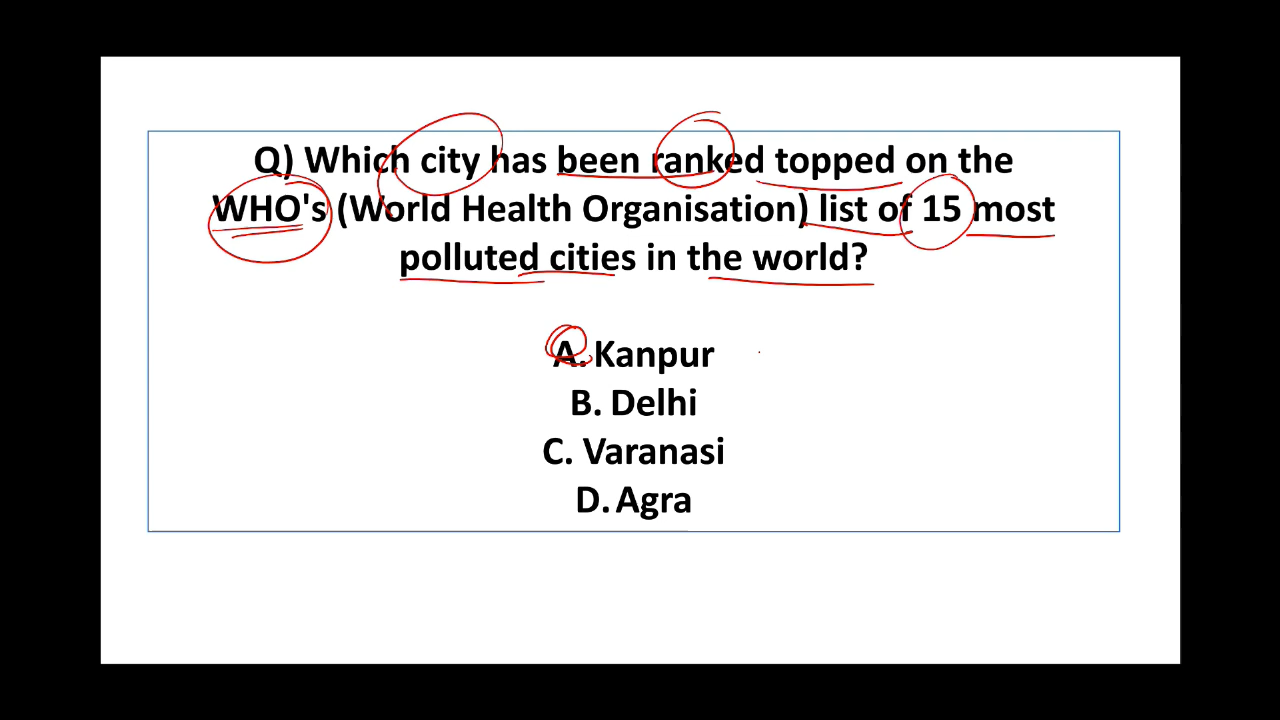 Q) Which city has been ranked topped on the
WHO's (World Health Organisation) list of 15 most
polluted cities in the world?
A. Kanpur
B. Delhi
C. Varanasi
D. Agra